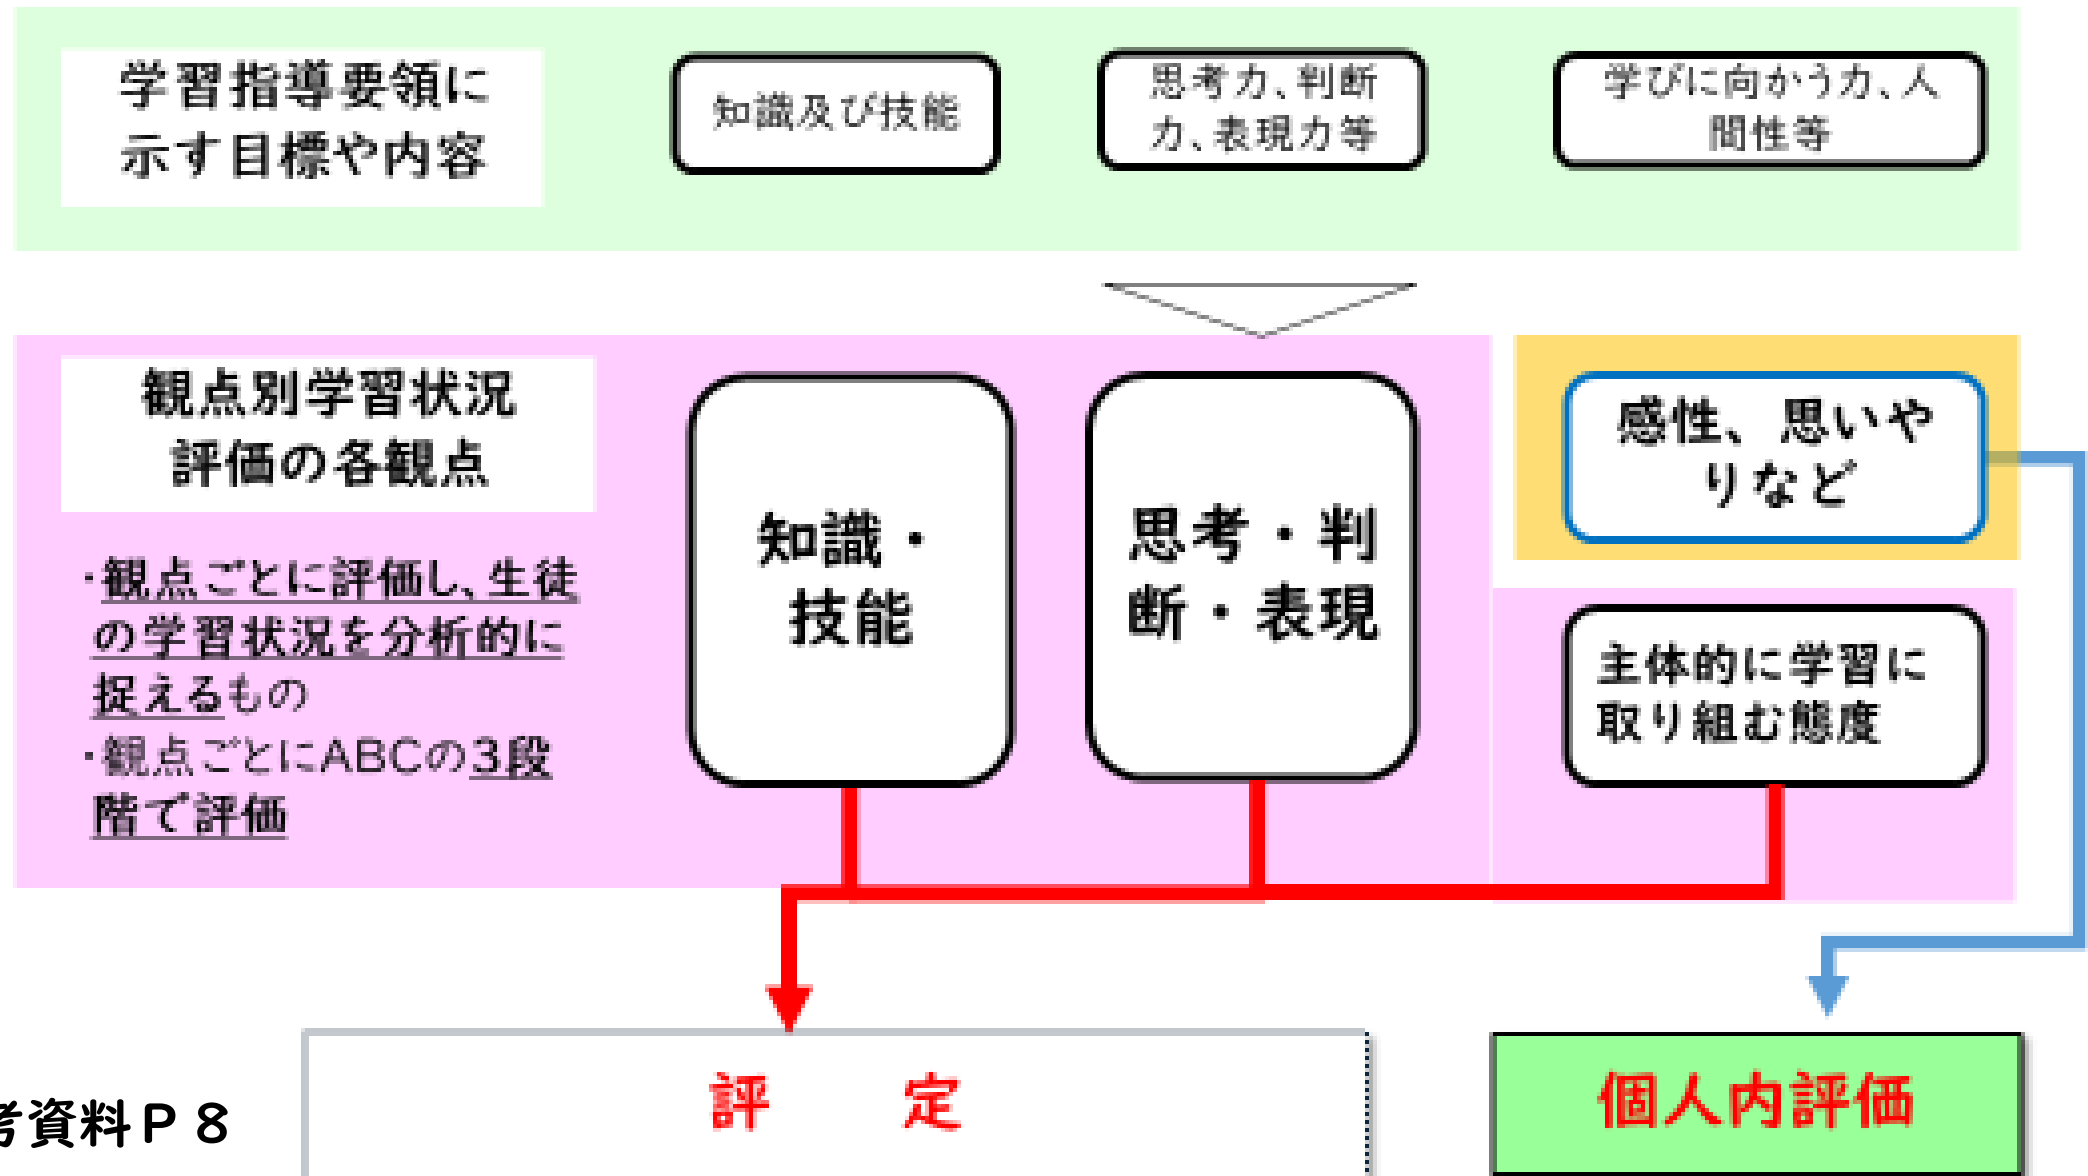 学習指導要領に
示す目標や内容
知識及び技能
思考力、判断
力、表現力等
学びに向かう力、人
間性等
観点別学習状況
評価の各観点
・観点ごとに評価し、生徒
の学習状況を分析的に
捉えるもの
・観点ごとにABCの3段
階で評価
知識・
技能
思考・判
断・表現
感性、思いや
りなど
主体的に学習に
取り組む態度
評　定
個人内評価
考資料P8